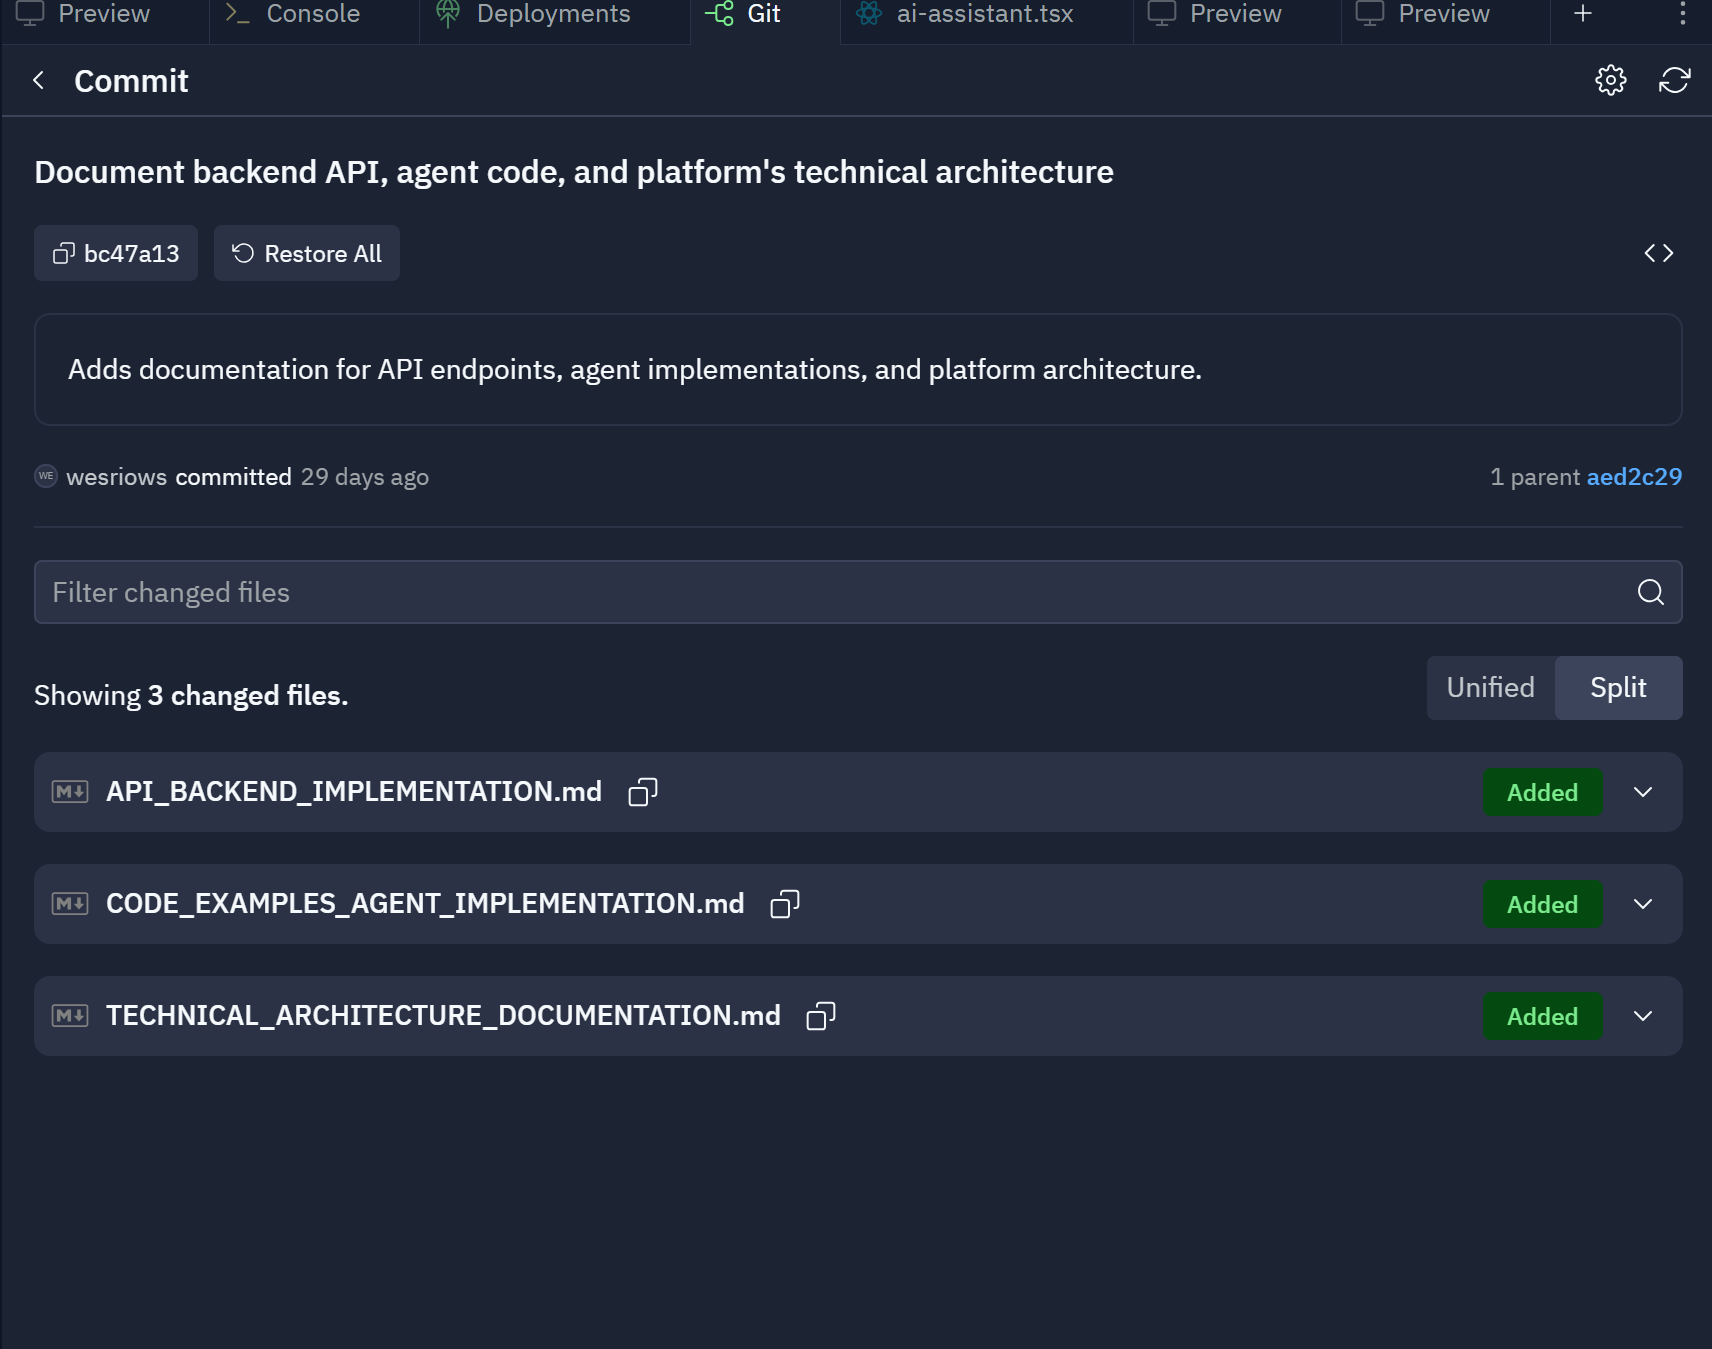 Preview Console Deployments Git ai-assistant.tsx Preview Preview
Commit
Document backend API, agent code, and platform's technical architecture
bc47a13 Restore All
Adds documentation for API endpoints, agent implementations, and platform architecture.
WE wesriows committed 29 days ago 1 parent aed2c29
Filter changed files
Showing 3 changed files. Unified Split
M API_BACKEND_IMPLEMENTATION.md Added
M CODE_EXAMPLES_AGENT_IMPLEMENTATION.md Added
M TECHNICAL_ARCHITECTURE_DOCUMENTATION.md Added